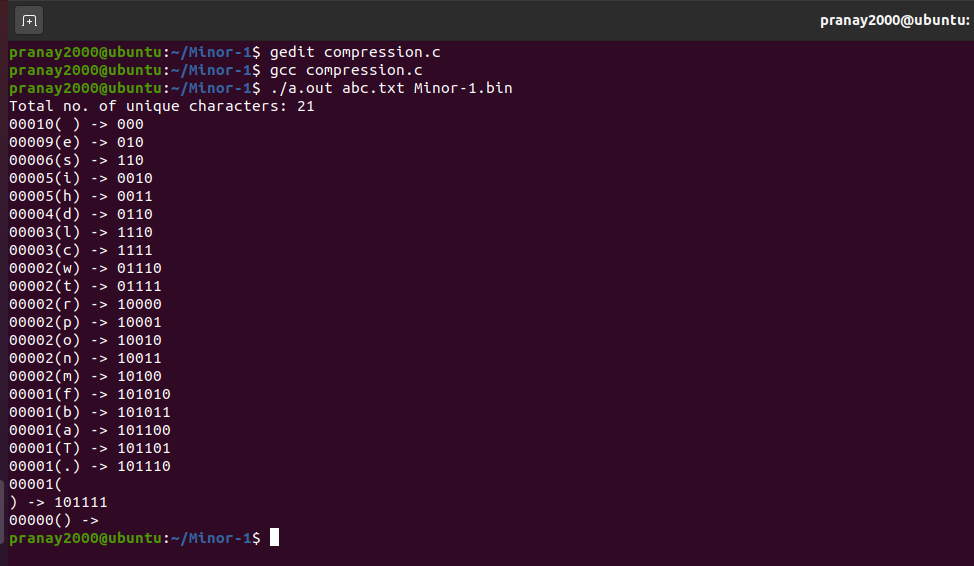 pranay2000@ubuntu:
pranay2000@ubuntu:~/Minor-1$ gedit compression.c
pranay2000@ubuntu:~/Minor-1$ gcc compression.c
pranay2000@ubuntu:~/Minor-1$ ./a.out abc.txt Minor-1.bin
Total no. of unique characters: 21
00010( ) -> 000
00009(e) -> 010
00006(s) -> 110
00005(i) -> 0010
00005(h) -> 0011
00004(d) -> 0110
00003(l) -> 1110
00003(c) -> 1111
00002(w) -> 01110
00002(t) -> 01111
00002(r) -> 10000
00002(p) -> 10001
00002(o) -> 10010
00002(n) -> 10011
00002(m) -> 10100
00001(f) -> 101010
00001(b) -> 101011
00001(a) -> 101100
00001(T) -> 101101
00001(.) -> 101110
00001(
) -> 101111
00000() ->
pranay2000@ubuntu:~/Minor-1$